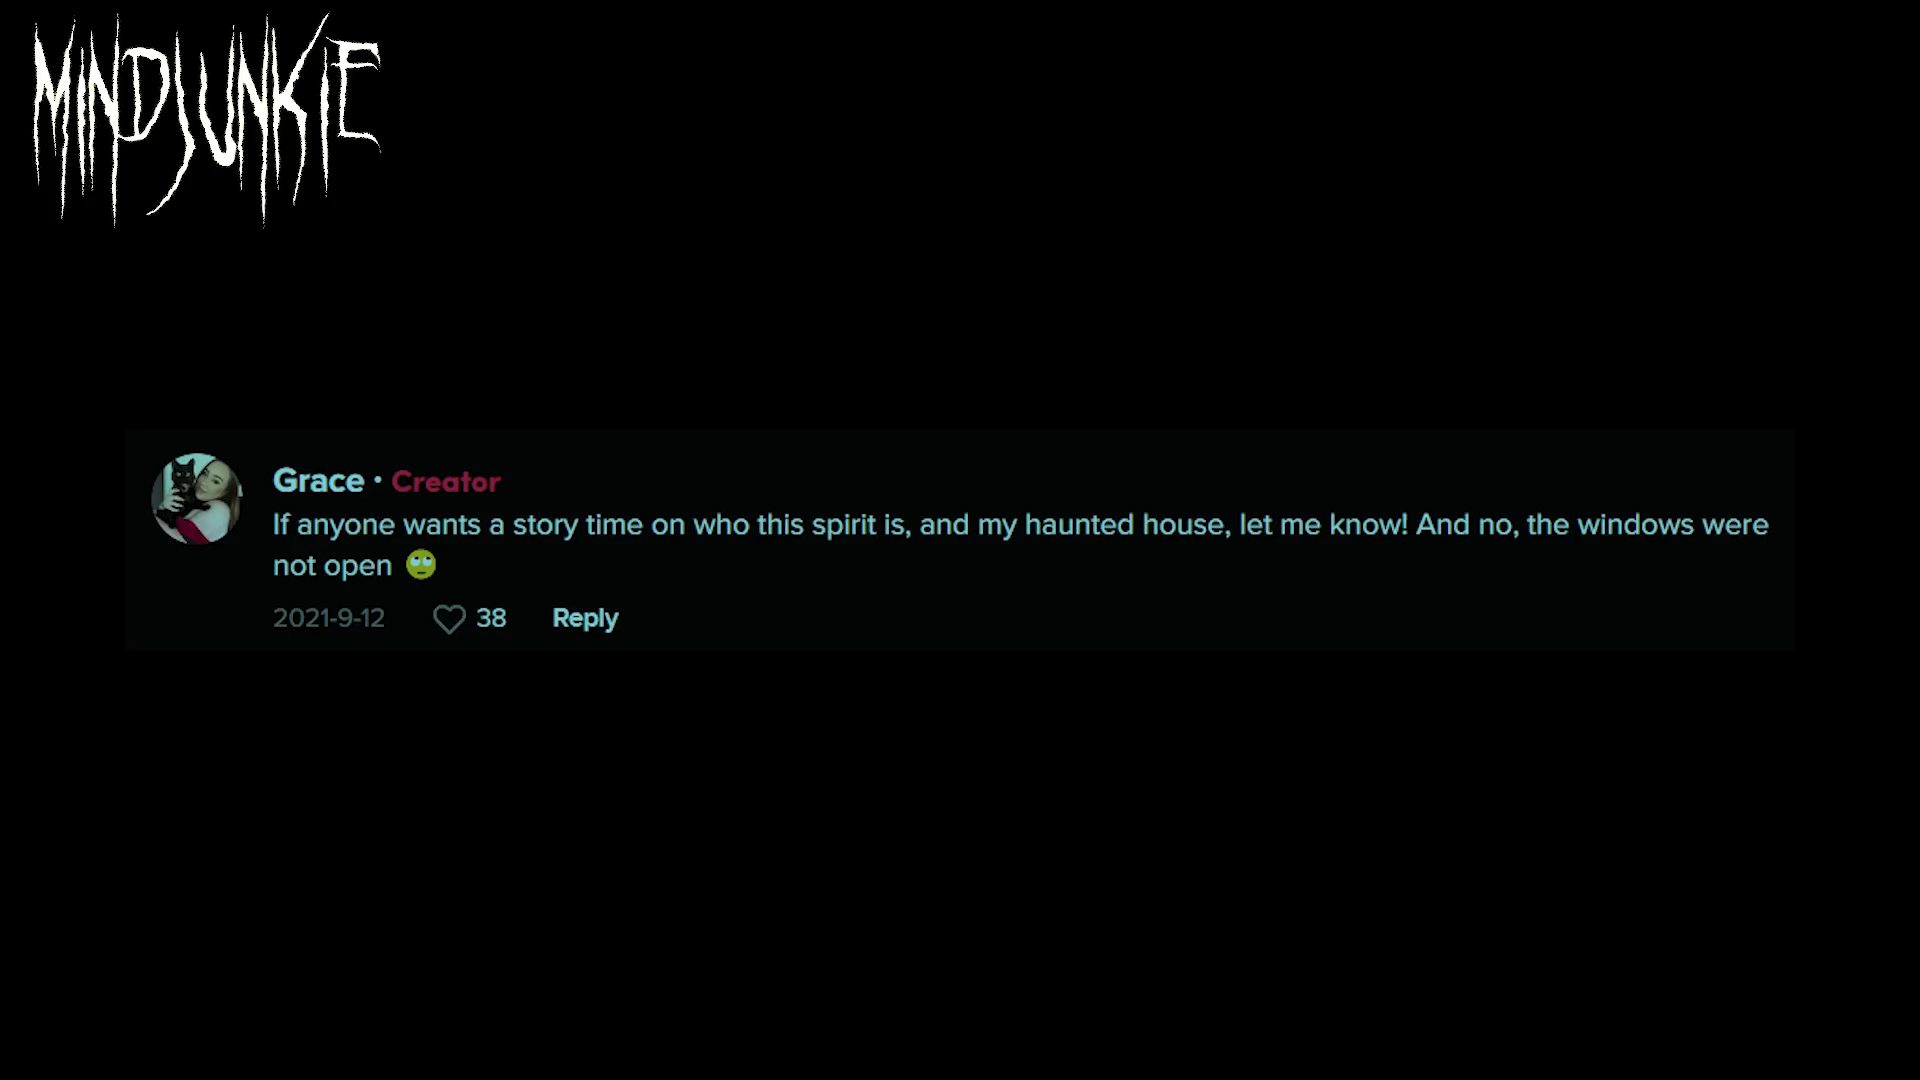 MINDJUNKIE
Grace · Creator
If anyone wants a story time on who this spirit is, and my haunted house, let me know! And no, the windows were
not open 🙄
2021-9-12 38 Reply